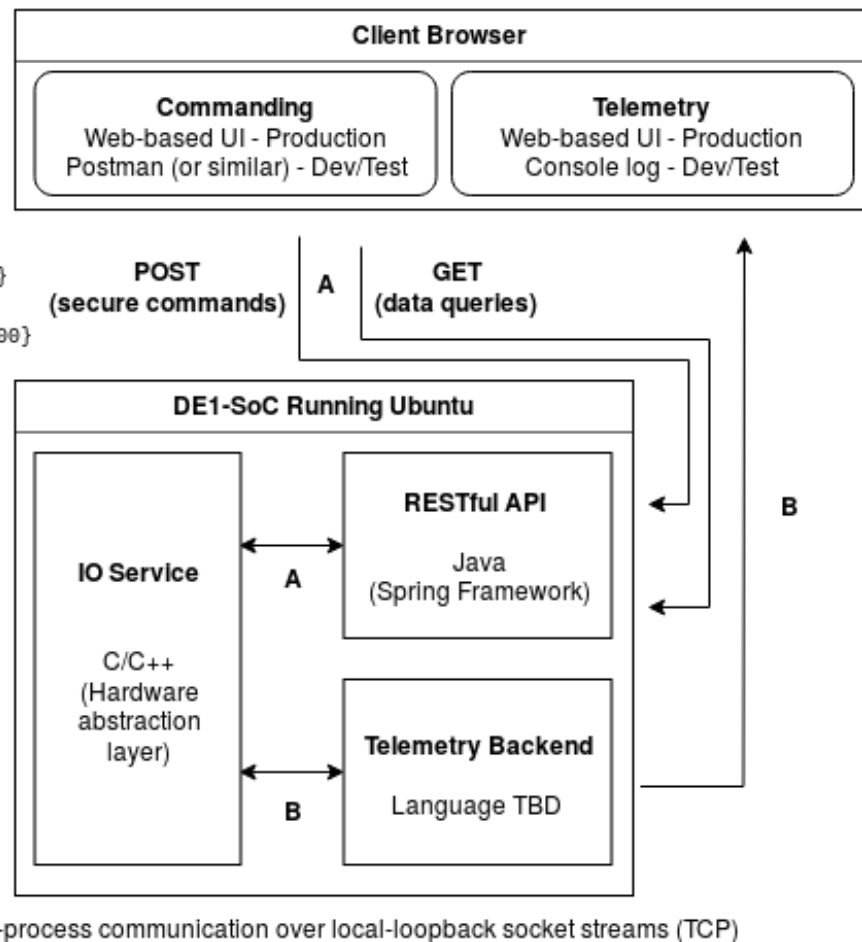 Client Browser
Commanding
Web-based UI - Production
Postman (or similar) - Dev/Test
Telemetry
Web-based UI - Production
Console log - Dev/Test
}
00}
POST
(secure commands)
A
GET
(data queries)
B
DE1-SoC Running Ubuntu
IO Service
C/C++
(Hardware
abstraction
layer)
A
RESTful API
Java
(Spring Framework)
B
Telemetry Backend
Language TBD
-process communication over local-loopback socket streams (TCP)